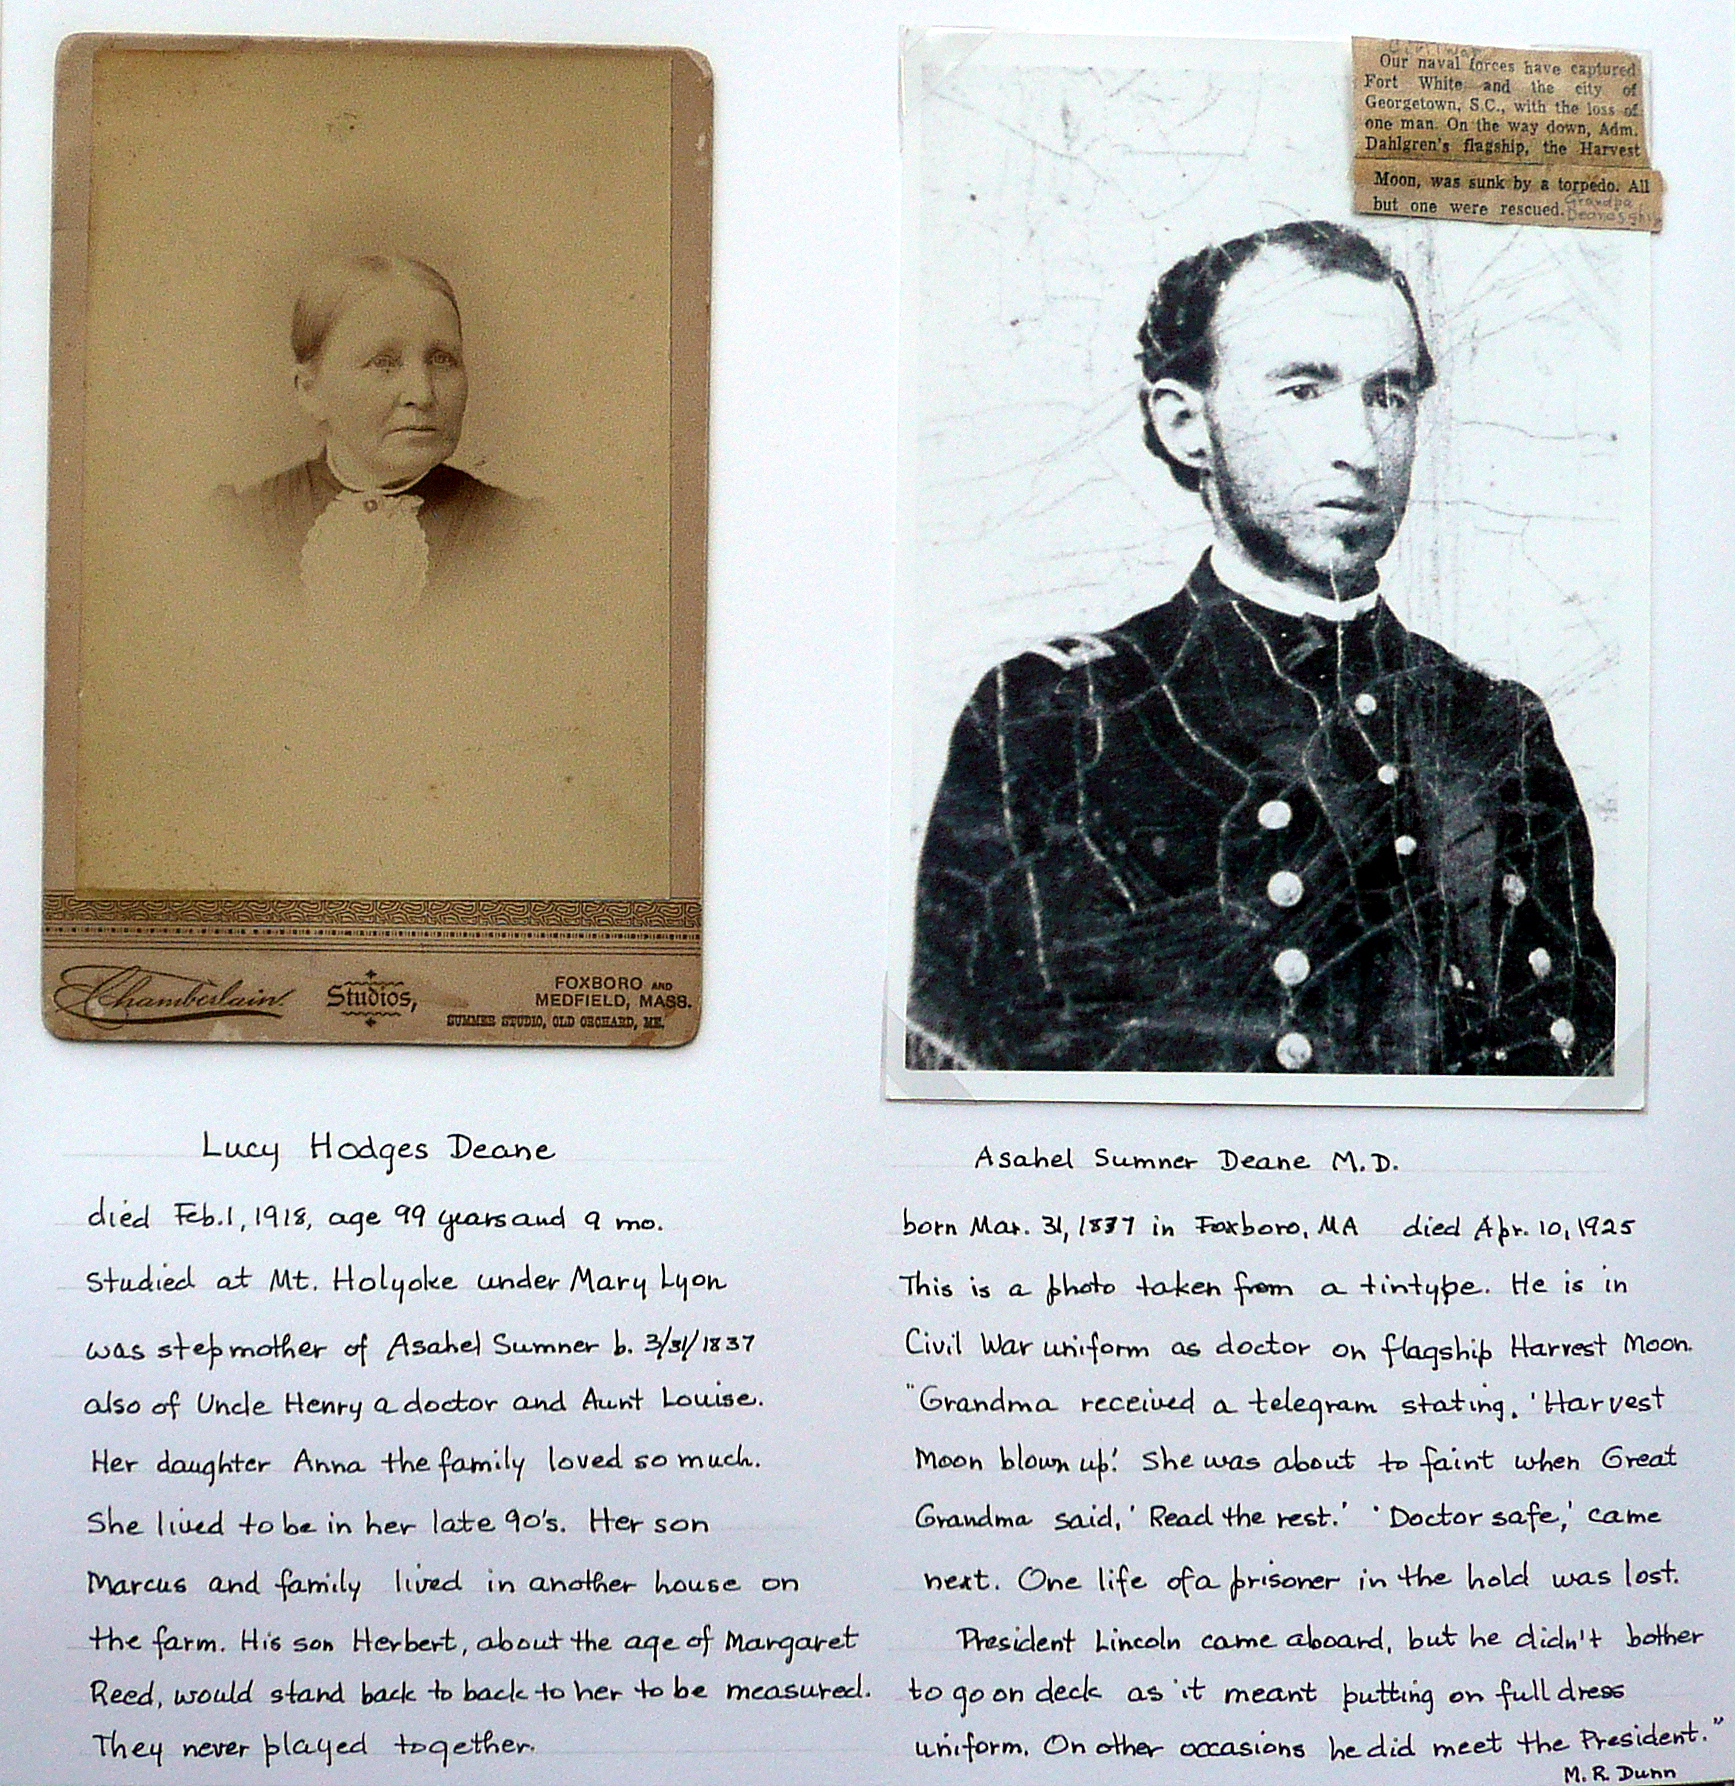 Chamberlain.
Studios,
FOXBORO AND
MEDFIELD, MASS.
SUMMER STUDIO, OLD ORCHARD, ME.
Lucy Hodges Deane
died Feb.1, 1918, age 99 years and 9 mo.
studied at Mt. Holyoke under Mary Lyon
was stepmother of Asahel Sumner b. 3/31/1837
also of Uncle Henry a doctor and Aunt Louise.
Her daughter Anna the family loved so much.
She lived to be in her late 90's. Her son
Marcus and family lived in another house on
the farm. His son Herbert, about the age of Margaret
Reed, would stand back to back to her to be measured.
They never played together.
Civil War
Our naval forces have captured
Fort White and the city of
Georgetown, S.C., with the loss of
one man. On the way down, Adm.
Dahlgren's flagship, the Harvest
Moon, was sunk by a torpedo. All
but one were rescued.
Grandpa
Deane's ship
Asahel Sumner Deane M.D.
born Mar. 31, 1837 in Foxboro, MA died Apr. 10, 1925
This is a photo taken from a tintype. He is in
Civil War uniform as doctor on flagship Harvest Moon.
"Grandma received a telegram stating, 'Harvest
Moon blown up'. She was about to faint when Great
Grandma said, 'Read the rest.' 'Doctor safe,' came
next. One life of a prisoner in the hold was lost.
President Lincoln came aboard, but he didn't bother
to go on deck as it meant putting on full dress
uniform. On other occasions he did meet the President."
M. R. Dunn